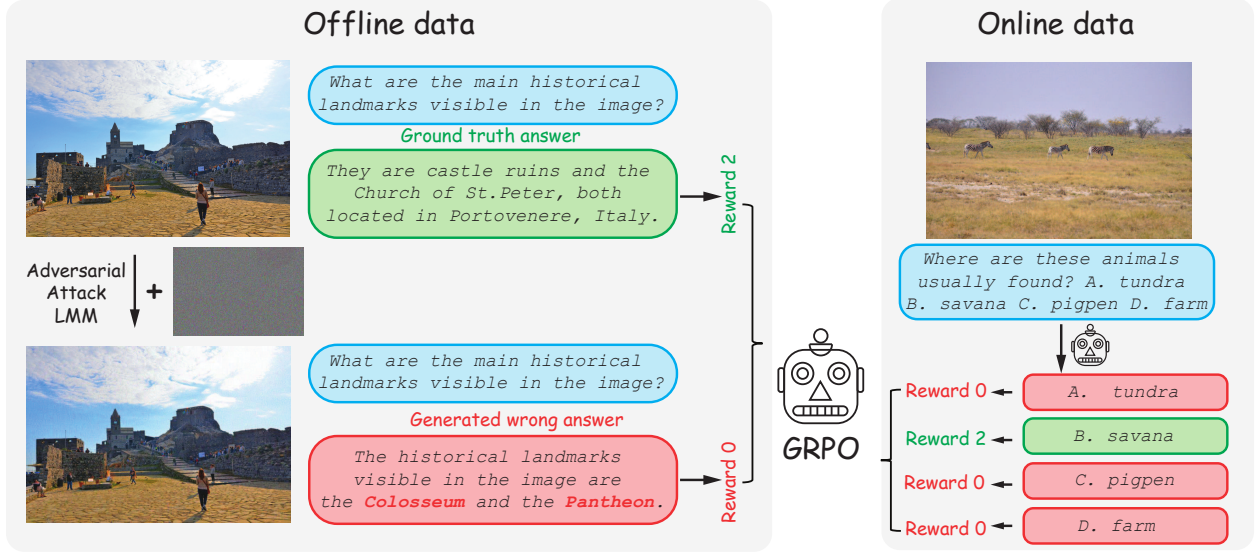 Offline data
What are the main historical
landmarks visible in the image?
Ground truth answer
They are castle ruins and the
Church of St.Peter, both
located in Portovenere, Italy.
Reward 2
Adversarial
Attack
LMM
+
What are the main historical
landmarks visible in the image?
Generated wrong answer
The historical landmarks
visible in the image are
the Colosseum and the Pantheon.
Reward 0
GRPO
Online data
Where are these animals
usually found? A. tundra
B. savana C. pigpen D. farm
Reward 0
A. tundra
Reward 2
B. savana
Reward 0
C. pigpen
Reward 0
D. farm